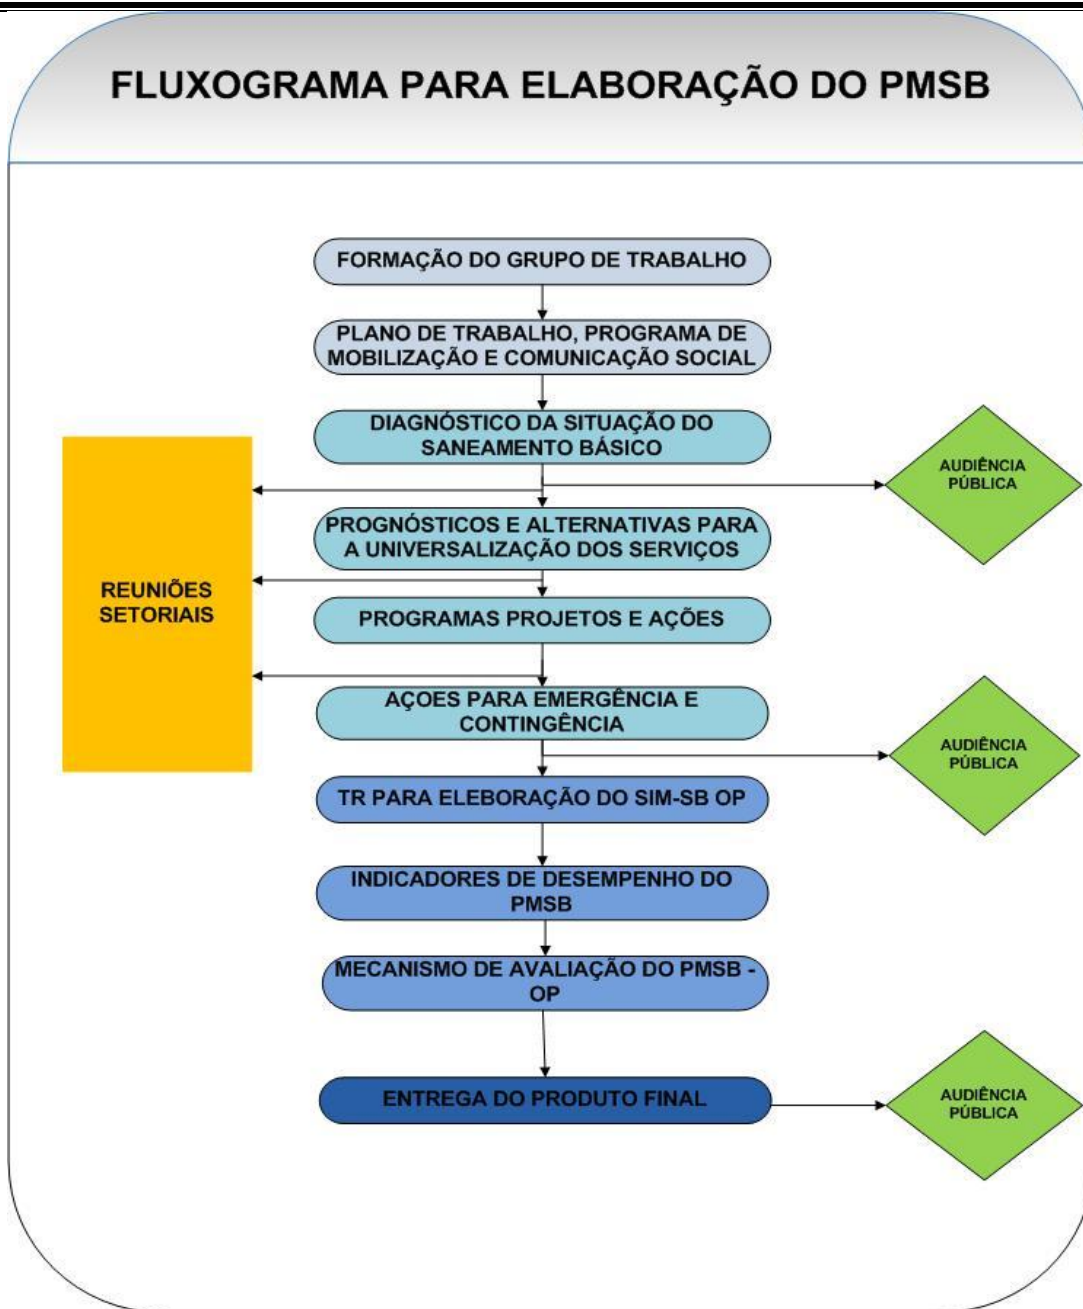 FLUXOGRAMA PARA ELABORAÇÃO DO PMSB
FORMAÇÃO DO GRUPO DE TRABALHO
PLANO DE TRABALHO, PROGRAMA DE
MOBILIZAÇÃO E COMUNICAÇÃO SOCIAL
DIAGNÓSTICO DA SITUAÇÃO DO
SANEAMENTO BÁSICO
AUDIÊNCIA
PÚBLICA
PROGNÓSTICOS E ALTERNATIVAS PARA
A UNIVERSALIZAÇÃO DOS SERVIÇOS
REUNIÕES
SETORIAIS
PROGRAMAS PROJETOS E AÇÕES
AÇOES PARA EMERGÊNCIA E
CONTINGÊNCIA
AUDIÊNCIA
PÚBLICA
TR PARA ELEBORAÇÃO DO SIM-SB OP
INDICADORES DE DESEMPENHO DO
PMSB
MECANISMO DE AVALIAÇÃO DO PMSB -
OP
ENTREGA DO PRODUTO FINAL
AUDIÊNCIA
PÚBLICA